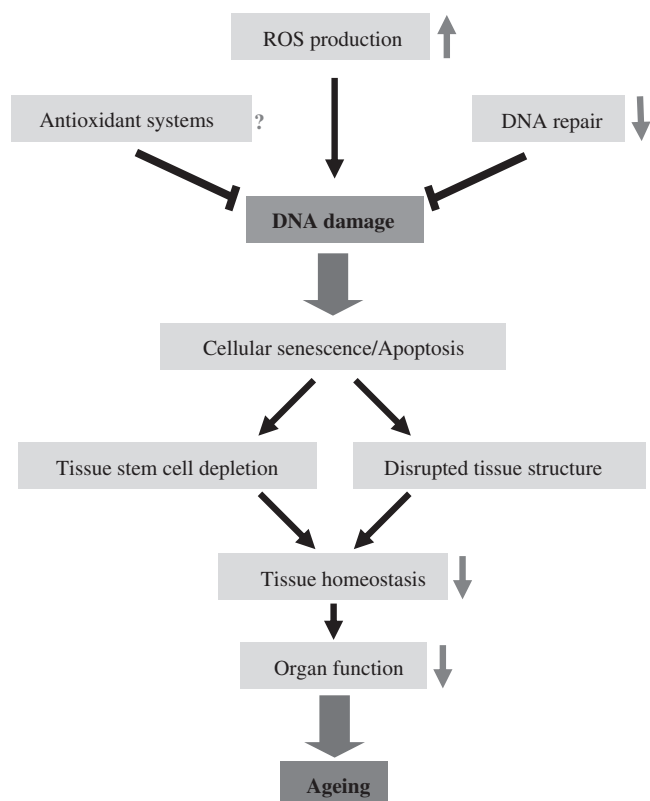 ROS production
Antioxidant systems ?
DNA repair
DNA damage
Cellular senescence/Apoptosis
Tissue stem cell depletion
Disrupted tissue structure
Tissue homeostasis
Organ function
Ageing